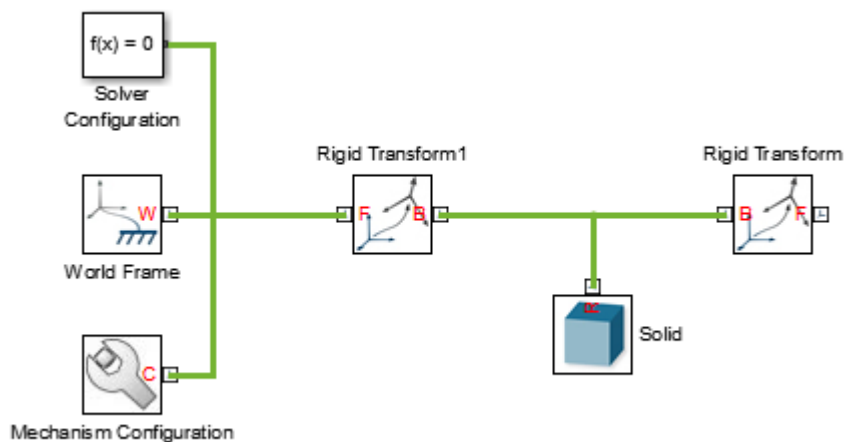 f(x) = 0
Solver
Configuration
Rigid Transform1
Rigid Transform
W
F
B
B
F
World Frame
R
Solid
C
Mechanism Configuration